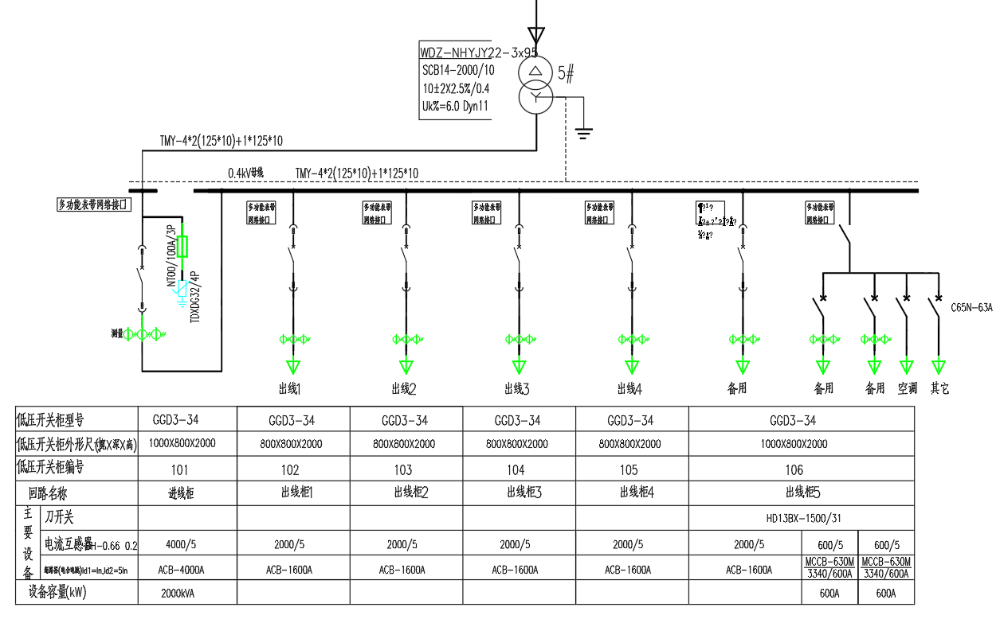 WDZ-NHYJY22-3x95
SCB14-2000/10
10±2X2.5%/0.4
Uk%=6.0 Dyn11
5#
TMY-4*2(125*10)+1*125*10
0.4kV母线
TMY-4*2(125*10)+1*125*10
多功能表带网络接口
多功能表带
网络接口
多功能表带
网络接口
多功能表带
网络接口
多功能表带
网络接口
多功能表带
网络接口
NT00/100A/3P
TDXDG32/4P
C65N-63A
测量
出线1
出线2
出线3
出线4
备用
备用
备用
空调
其它
低压开关柜型号 GGD3-34 GGD3-34 GGD3-34 GGD3-34 GGD3-34 GGD3-34
低压开关柜外形尺(宽X深X高) 1000X800X2000 800X800X2000 800X800X2000 800X800X2000 800X800X2000 1000X800X2000
低压开关柜编号 101 102 103 104 105 106
回路名称 进线柜 出线柜1 出线柜2 出线柜3 出线柜4 出线柜5
主要设备
刀开关 HD13BX-1500/31
电流互感器 H-0.66 0.2 4000/5 2000/5 2000/5 2000/5 2000/5 2000/5 600/5 600/5
Id1=In,Id2=5In ACB-4000A ACB-1600A ACB-1600A ACB-1600A ACB-1600A ACB-1600A MCCB-630M MCCB-630M
3340/600A 3340/600A
设备容量(kW) 2000kVA 600A 600A